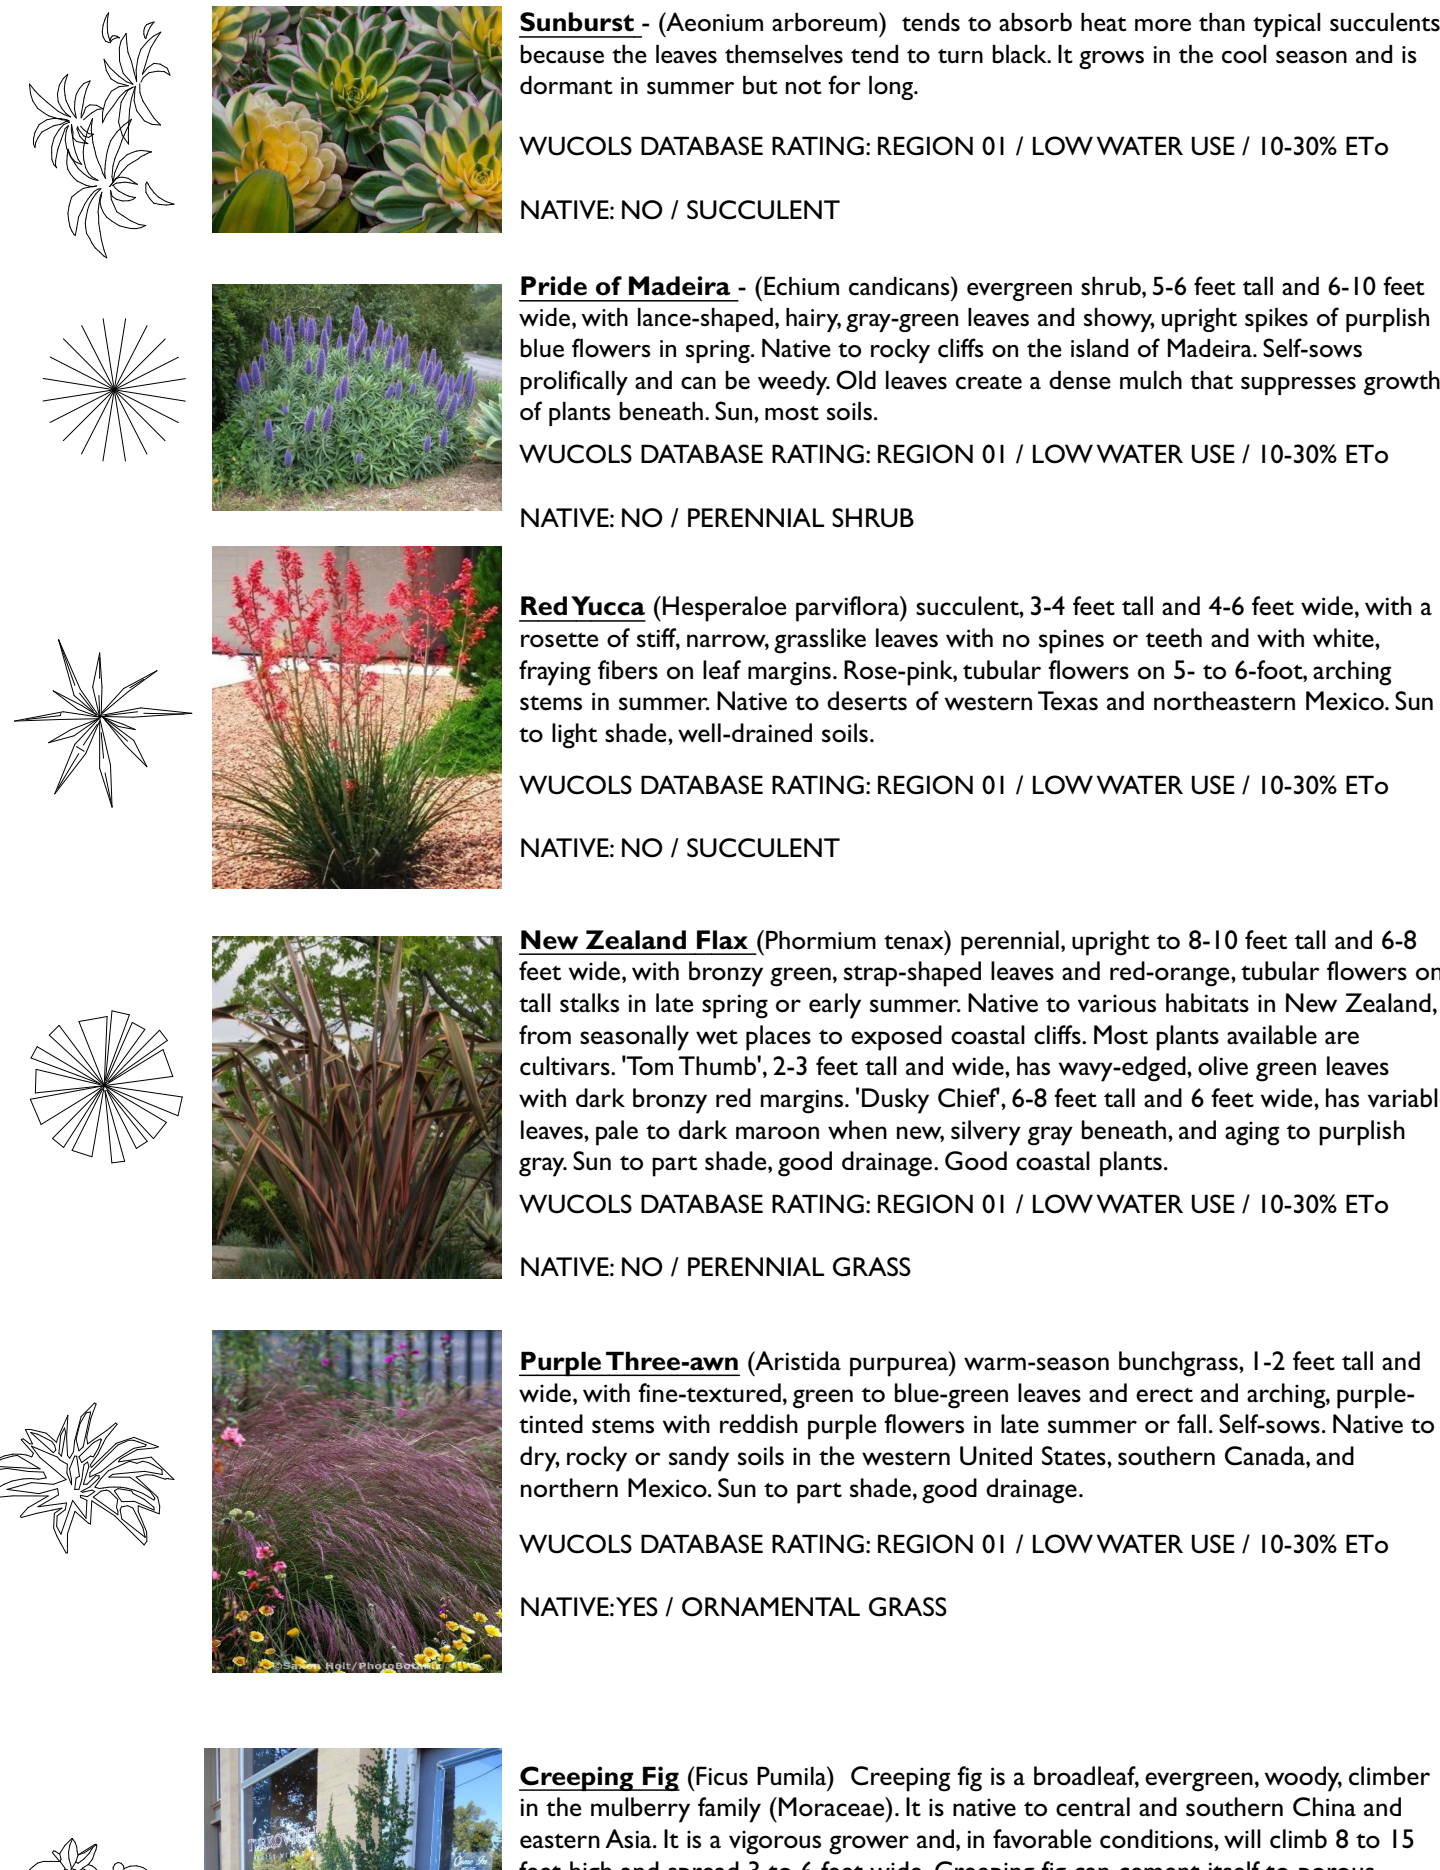 Sunburst - (Aeonium arboreum) tends to absorb heat more than typical succulents
because the leaves themselves tend to turn black. It grows in the cool season and is
dormant in summer but not for long.
WUCOLS DATABASE RATING: REGION 01 / LOW WATER USE / 10-30% ETo
NATIVE: NO / SUCCULENT
Pride of Madeira - (Echium candicans) evergreen shrub, 5-6 feet tall and 6-10 feet
wide, with lance-shaped, hairy, gray-green leaves and showy, upright spikes of purplish
blue flowers in spring. Native to rocky cliffs on the island of Madeira. Self-sows
prolifically and can be weedy. Old leaves create a dense mulch that suppresses growth
of plants beneath. Sun, most soils.
WUCOLS DATABASE RATING: REGION 01 / LOW WATER USE / 10-30% ETo
NATIVE: NO / PERENNIAL SHRUB
Red Yucca (Hesperaloe parviflora) succulent, 3-4 feet tall and 4-6 feet wide, with a
rosette of stiff, narrow, grasslike leaves with no spines or teeth and with white,
fraying fibers on leaf margins. Rose-pink, tubular flowers on 5- to 6-foot, arching
stems in summer. Native to deserts of western Texas and northeastern Mexico. Sun
to light shade, well-drained soils.
WUCOLS DATABASE RATING: REGION 01 / LOW WATER USE / 10-30% ETo
NATIVE: NO / SUCCULENT
New Zealand Flax (Phormium tenax) perennial, upright to 8-10 feet tall and 6-8
feet wide, with bronzy green, strap-shaped leaves and red-orange, tubular flowers on
tall stalks in late spring or early summer. Native to various habitats in New Zealand,
from seasonally wet places to exposed coastal cliffs. Most plants available are
cultivars. 'Tom Thumb', 2-3 feet tall and wide, has wavy-edged, olive green leaves
with dark bronzy red margins. 'Dusky Chief', 6-8 feet tall and 6 feet wide, has variabl
leaves, pale to dark maroon when new, silvery gray beneath, and aging to purplish
gray. Sun to part shade, good drainage. Good coastal plants.
WUCOLS DATABASE RATING: REGION 01 / LOW WATER USE / 10-30% ETo
NATIVE: NO / PERENNIAL GRASS
Purple Three-awn (Aristida purpurea) warm-season bunchgrass, 1-2 feet tall and
wide, with fine-textured, green to blue-green leaves and erect and arching, purple-
tinted stems with reddish purple flowers in late summer or fall. Self-sows. Native to
dry, rocky or sandy soils in the western United States, southern Canada, and
northern Mexico. Sun to part shade, good drainage.
WUCOLS DATABASE RATING: REGION 01 / LOW WATER USE / 10-30% ETo
NATIVE: YES / ORNAMENTAL GRASS
©Saxon Holt/PhotoBotanic
Creeping Fig (Ficus Pumila) Creeping fig is a broadleaf, evergreen, woody, climber
in the mulberry family (Moraceae). It is native to central and southern China and
eastern Asia. It is a vigorous grower and, in favorable conditions, will climb 8 to 15
feet high and spread 3 to 6 feet wide. Creeping fig can cement itself to porous
Come In